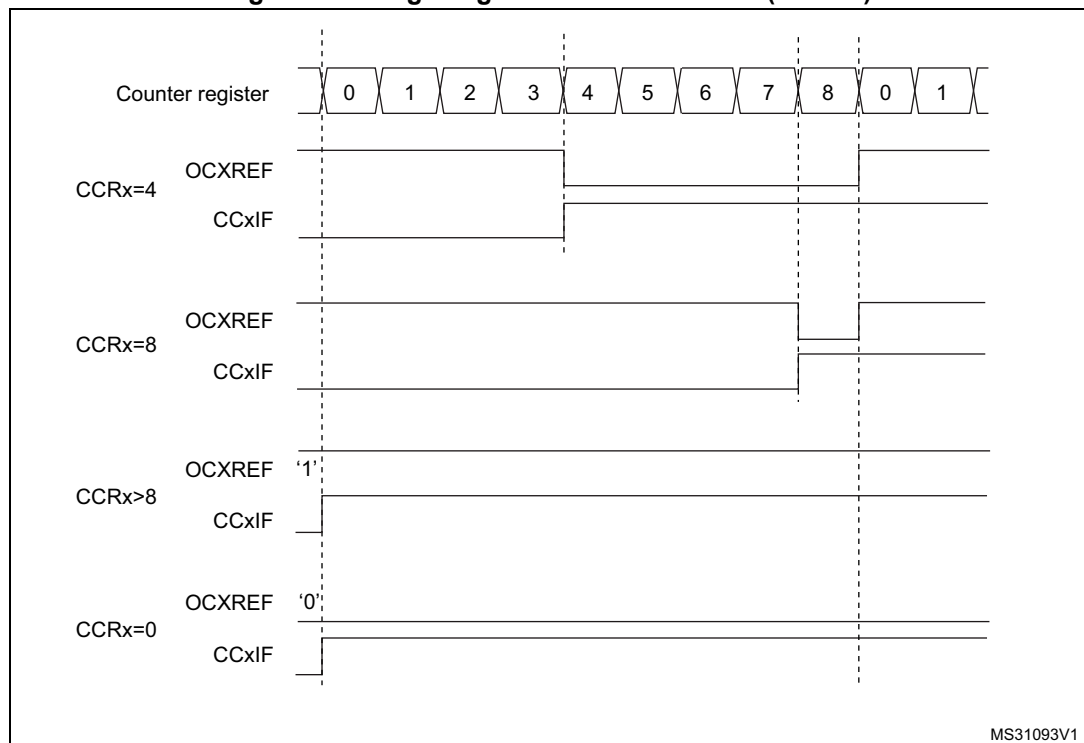 Counter register 0 1 2 3 4 5 6 7 8 0 1
OCXREF
CCRx=4
CCxIF
OCXREF
CCRx=8
CCxIF
OCXREF ‘1’
CCRx>8
CCxIF
OCXREF ‘0’
CCRx=0
CCxIF
MS31093V1